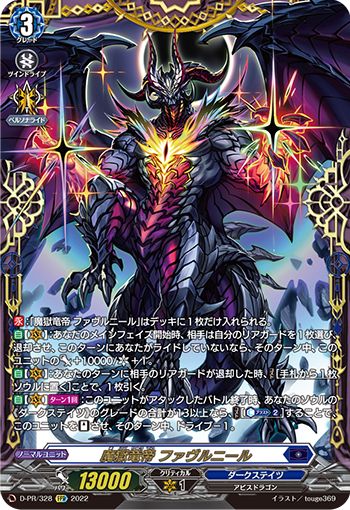 3
グレード
ツインドライブ
ペルソナライド
永:「魔獄竜帝 ファヴルニール」はデッキに1枚だけ入れられる。
自【V】:あなたのメインフェイズ開始時、相手は自分のリアガードを1枚選び、
退却させ、このターンにあなたがライドしていないなら、そのターン中、この
ユニットの+10000/+1。
自【V】:あなたのターンに相手のリアガードが退却した時、【手札から1枚
ソウルに置く】ことで、1枚引く。
自【V】ターン1回:このユニットがアタックしたバトル終了時、あなたのソウルの
《ダークステイツ》のグレードの合計が13以上なら、【2】することで、
このユニットを【スタンド】し、そのターン中、ドライブ-1。
ノーマルユニット
魔獄竜帝 ファヴルニール
パワー
13000
クリティカル
1
ダークステイツ
アビスドラゴン
D-PR/328 PR 2022
イラスト/touge369